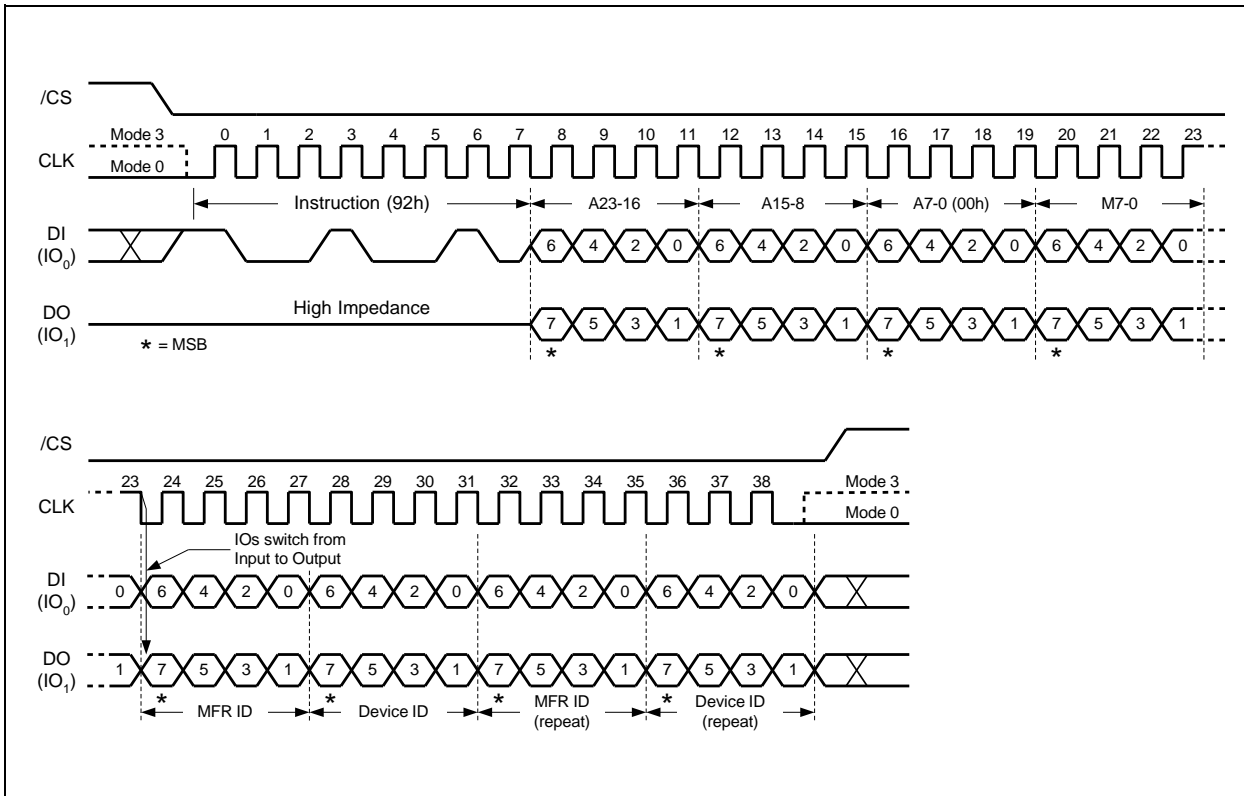 /CS
Mode 3 0 1 2 3 4 5 6 7 8 9 10 11 12 13 14 15 16 17 18 19 20 21 22 23
CLK Mode 0
Instruction (92h) A23-16 A15-8 A7-0 (00h) M7-0
DI
(IO0) 6 4 2 0 6 4 2 0 6 4 2 0 6 4 2 0
High Impedance
DO
(IO1) 7 5 3 1 7 5 3 1 7 5 3 1 7 5 3 1
* = MSB * * * *
/CS
23 24 25 26 27 28 29 30 31 32 33 34 35 36 37 38 Mode 3
CLK Mode 0
IOs switch from
Input to Output
DI
(IO0) 0 6 4 2 0 6 4 2 0 6 4 2 0 6 4 2 0
DO
(IO1) 1 7 5 3 1 7 5 3 1 7 5 3 1 7 5 3 1
* * * *
MFR ID Device ID MFR ID
(repeat) Device ID
(repeat)